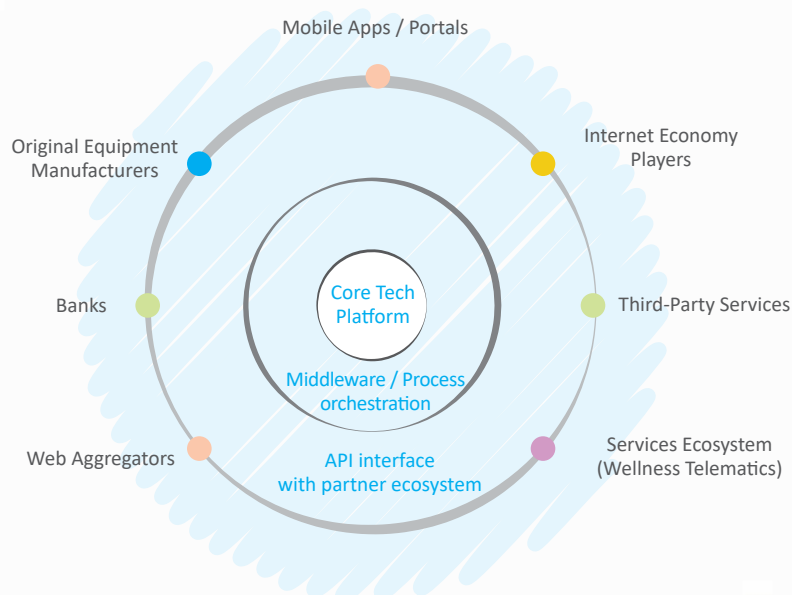 Mobile Apps / Portals
Original Equipment
Manufacturers
Internet Economy
Players
Core Tech
Platform
Banks
Third-Party Services
Middleware / Process
orchestration
Web Aggregators
API interface
with partner ecosystem
Services Ecosystem
(Wellness Telematics)